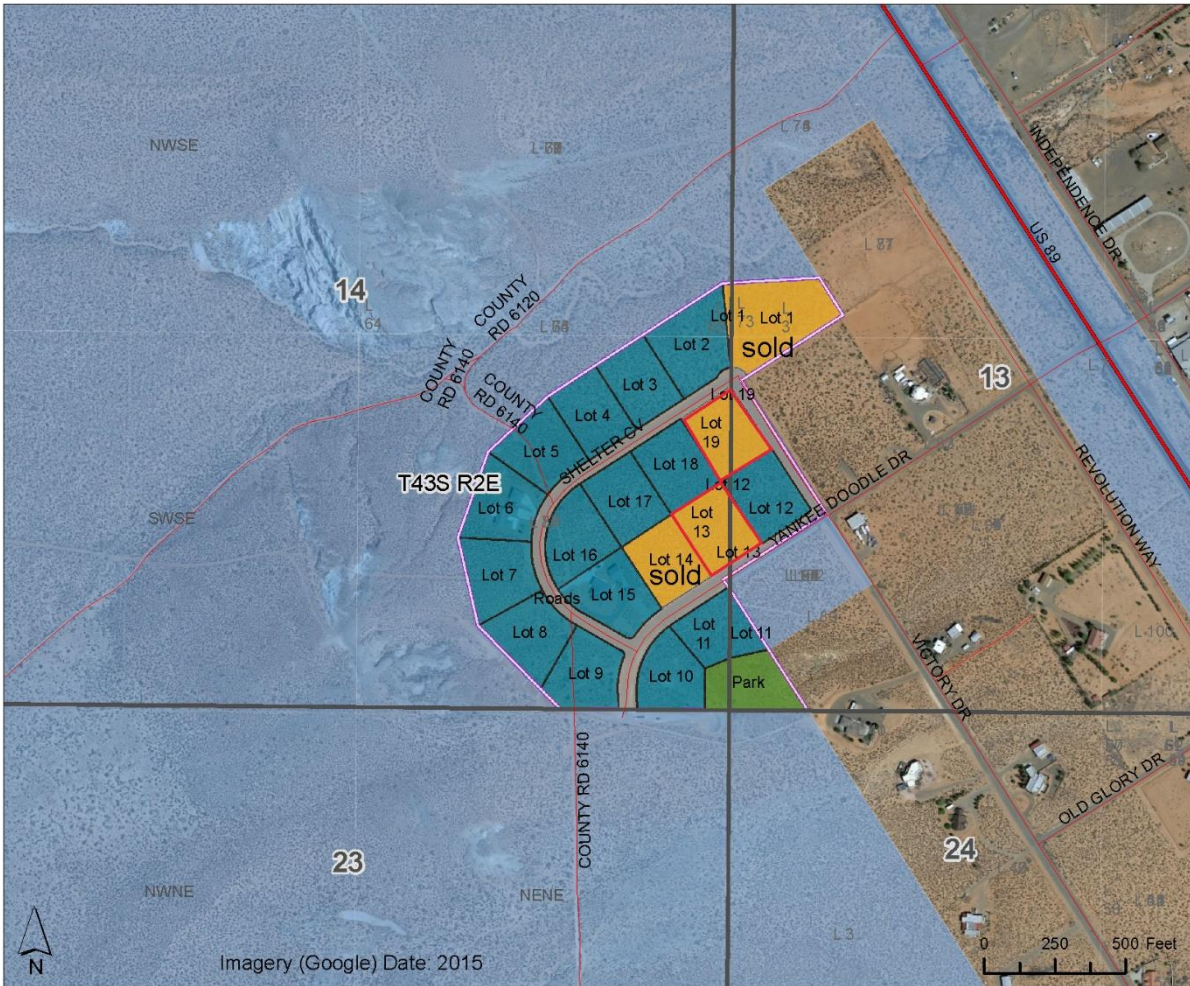 NWSE
L 64
14
COUNTY
RD 6120
COUNTY
RD 6140
COUNTY
RD 6140
US 89
INDEPENDENCE DR
13
Lot 1
Lot 1
sold
Lot 2
Lot 3
Lot 4
Lot 5
SHELTER CV
Lot 19
Lot
19
Lot 18
Lot 12
Lot 12
YANKEE DOODLE DR
REVOLUTION WAY
T43S R2E
SWSE
Lot 6
Lot 17
Lot
13
Lot 13
Lot 14
sold
Lot 16
Lot 7
Roads
Lot 15
Lot 8
Lot
11
Lot 11
Lot 9
Lot 10
Park
VICTORY DR
L 100
COUNTY RD 6140
OLD GLORY DR
23
24
NWNE
NENE
L 3
N
Imagery (Google) Date: 2015
0 250 500 Feet